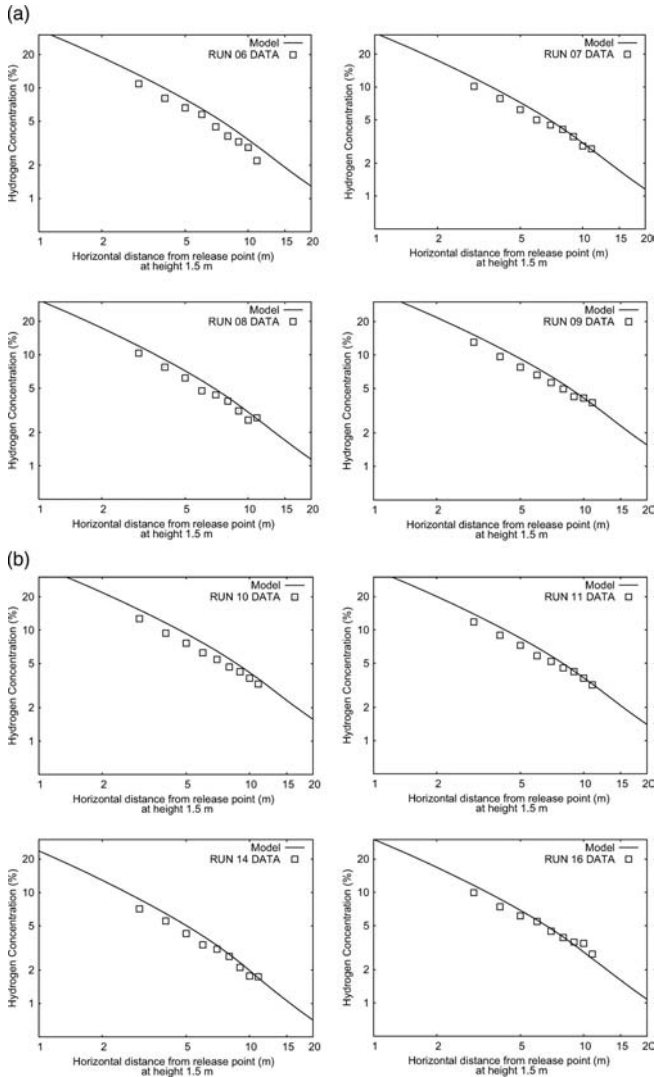 (a)
Model
RUN 06 DATA
20
10
5
2
1
Hydrogen Concentration (%)
1
2
5
10
15
20
Horizontal distance from release point (m)
at height 1.5 m
Model
RUN 07 DATA
20
10
5
2
1
Hydrogen Concentration (%)
1
2
5
10
15
20
Horizontal distance from release point (m)
at height 1.5 m
Model
RUN 08 DATA
20
10
5
2
1
Hydrogen Concentration (%)
1
2
5
10
15
20
Horizontal distance from release point (m)
at height 1.5 m
Model
RUN 09 DATA
20
10
5
2
1
Hydrogen Concentration (%)
1
2
5
10
15
20
Horizontal distance from release point (m)
at height 1.5 m
(b)
Model
RUN 10 DATA
20
10
5
2
1
Hydrogen Concentration (%)
1
2
5
10
15
20
Horizontal distance from release point (m)
at height 1.5 m
Model
RUN 11 DATA
20
10
5
2
1
Hydrogen Concentration (%)
1
2
5
10
15
20
Horizontal distance from release point (m)
at height 1.5 m
Model
RUN 14 DATA
20
10
5
2
1
Hydrogen Concentration (%)
1
2
5
10
15
20
Horizontal distance from release point (m)
at height 1.5 m
Model
RUN 16 DATA
20
10
5
2
1
Hydrogen Concentration (%)
1
2
5
10
15
20
Horizontal distance from release point (m)
at height 1.5 m